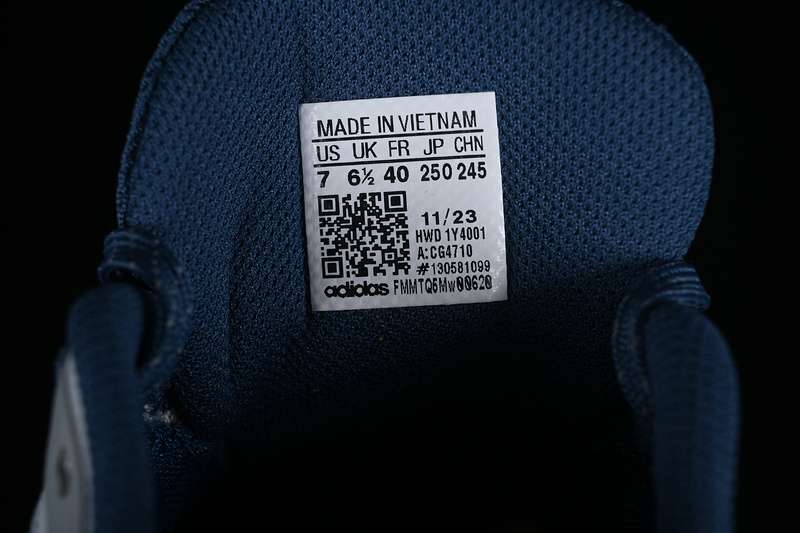 MADE IN VIETNAM
US UK FR JP CHN
7 6½ 40 250 245
11/23
HWD 1Y4001
A:CG4710
#130581099
adidas FMMTQ6Mw00620